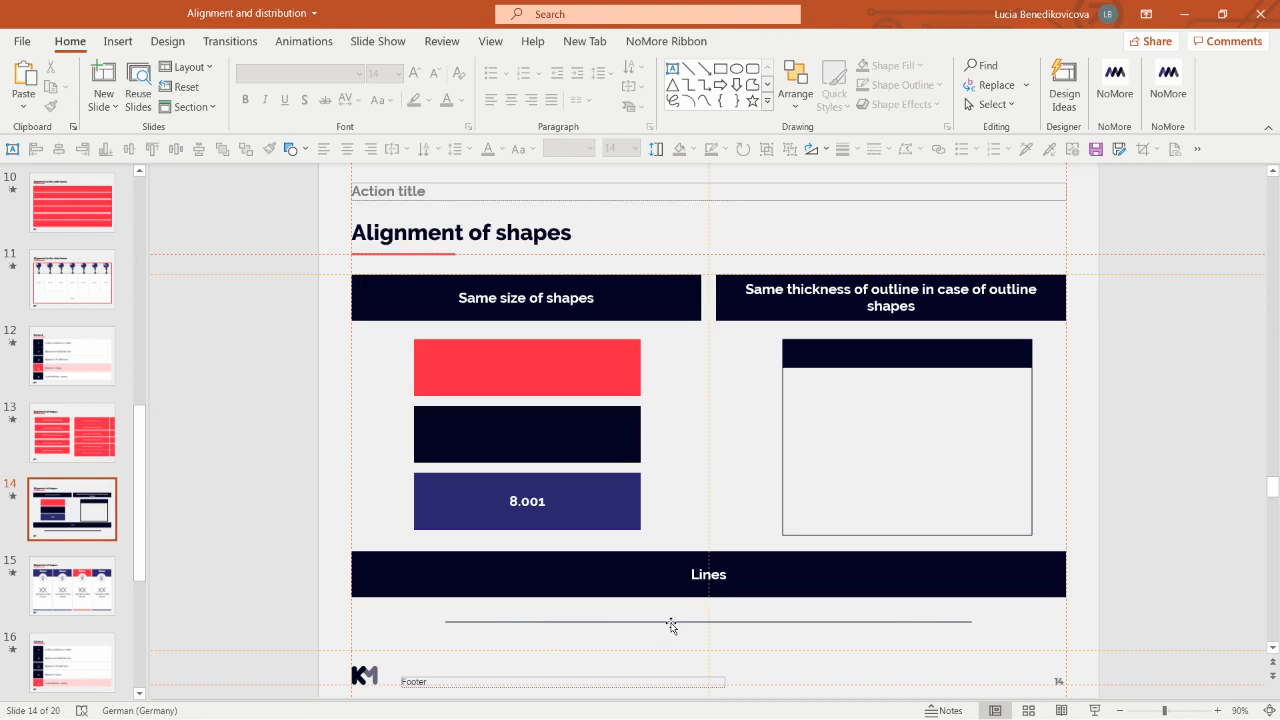 Alignment and distribution
Search
Lucia Benedikovicova
LB
File
Home
Insert
Design
Transitions
Animations
Slide Show
Review
View
Help
New Tab
NoMore Ribbon
Share
Comments
Paste
Clipboard
New
Slide
Reuse
Slides
Layout
Reset
Section
Slides
14
Font
Paragraph
Arrange
Quick
Styles
Shape Fill
Shape Outline
Shape Effects
Drawing
Find
Replace
Select
Editing
Design
Ideas
Designer
NoMore
NoMore
NoMore
NoMore
14
10
11
12
13
14
15
16
Action title
Alignment of shapes
Same size of shapes
Same thickness of outline in case of outline
shapes
8.001
Lines
KM
Footer
14
Slide 14 of 20
German (Germany)
Notes
90%